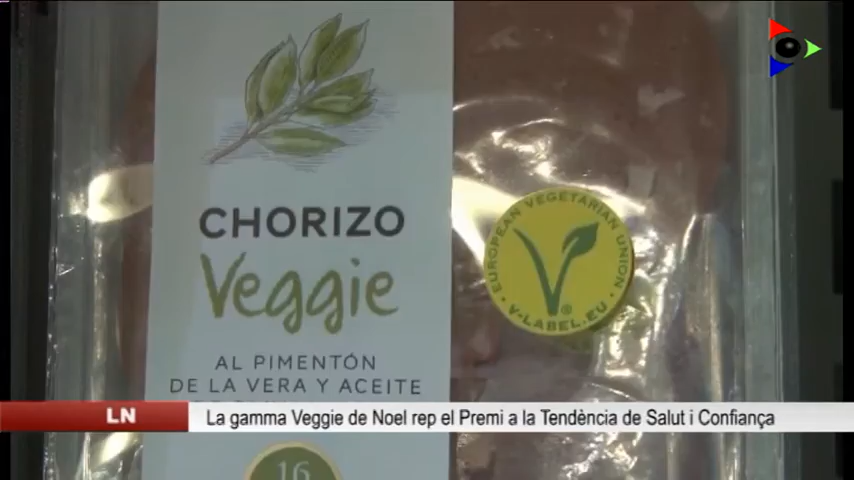 CHORIZO
Veggie
AL PIMENTÓN
DE LA VERA Y ACEITE
EUROPEAN VEGETARIAN UNION
V-LABEL.EU
LN
La gamma Veggie de Noel rep el Premi a la Tendència de Salut i Confiança
16